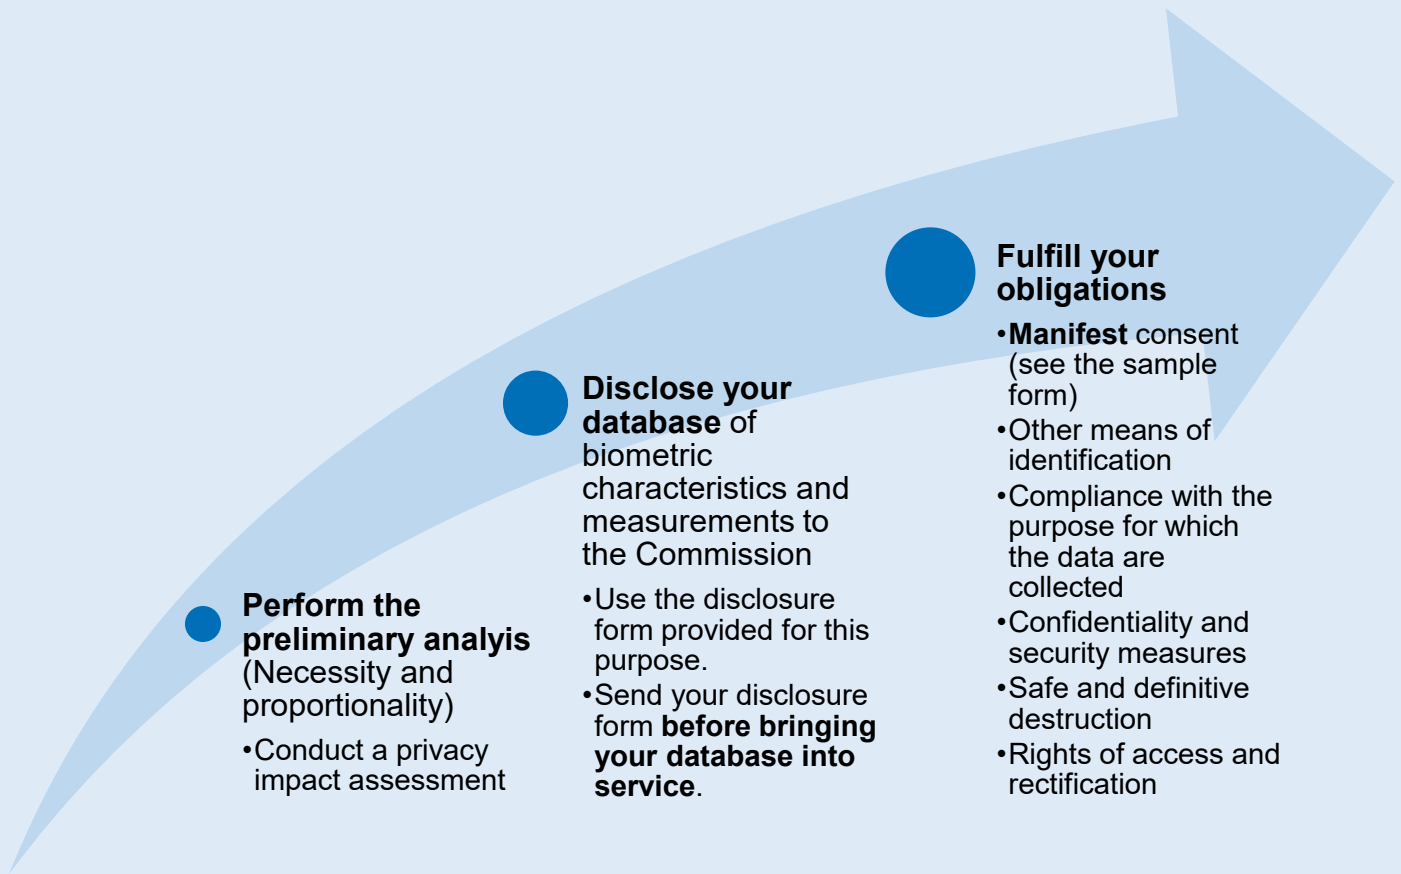 Perform the
preliminary analyis
(Necessity and
proportionality)
•Conduct a privacy
impact assessment
Disclose your
database of
biometric
characteristics and
measurements to
the Commission
•Use the disclosure
form provided for this
purpose.
•Send your disclosure
form before bringing
your database into
service.
Fulfill your
obligations
•Manifest consent
(see the sample
form)
•Other means of
identification
•Compliance with the
purpose for which
the data are
collected
•Confidentiality and
security measures
•Safe and definitive
destruction
•Rights of access and
rectification